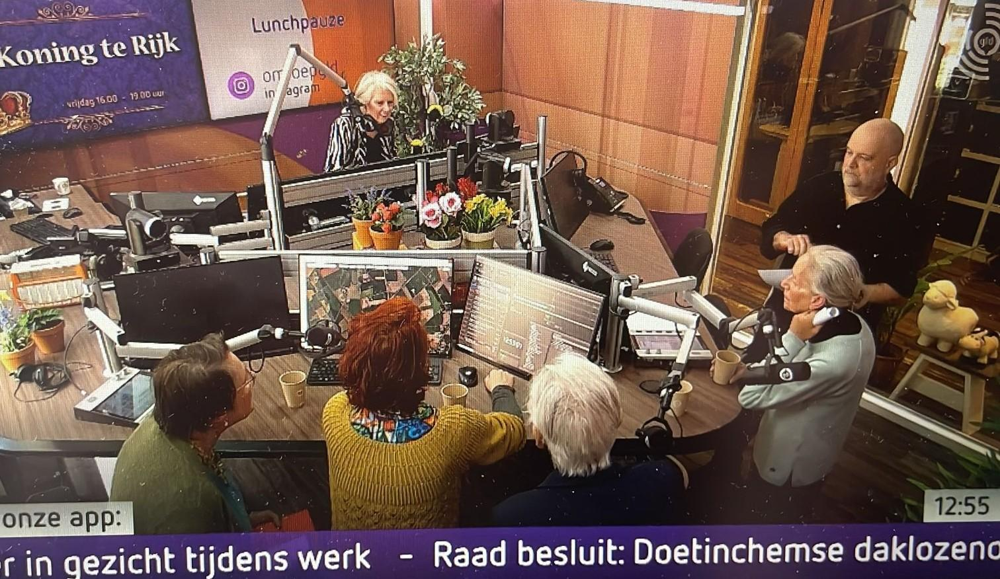 Koning te Rijk
vrijdag 16.00 - 19.00 uur
Lunchpauze
omroepgld
instagram
gld
onze app:
12:55
r in gezicht tijdens werk - Raad besluit: Doetinchemse daklozen